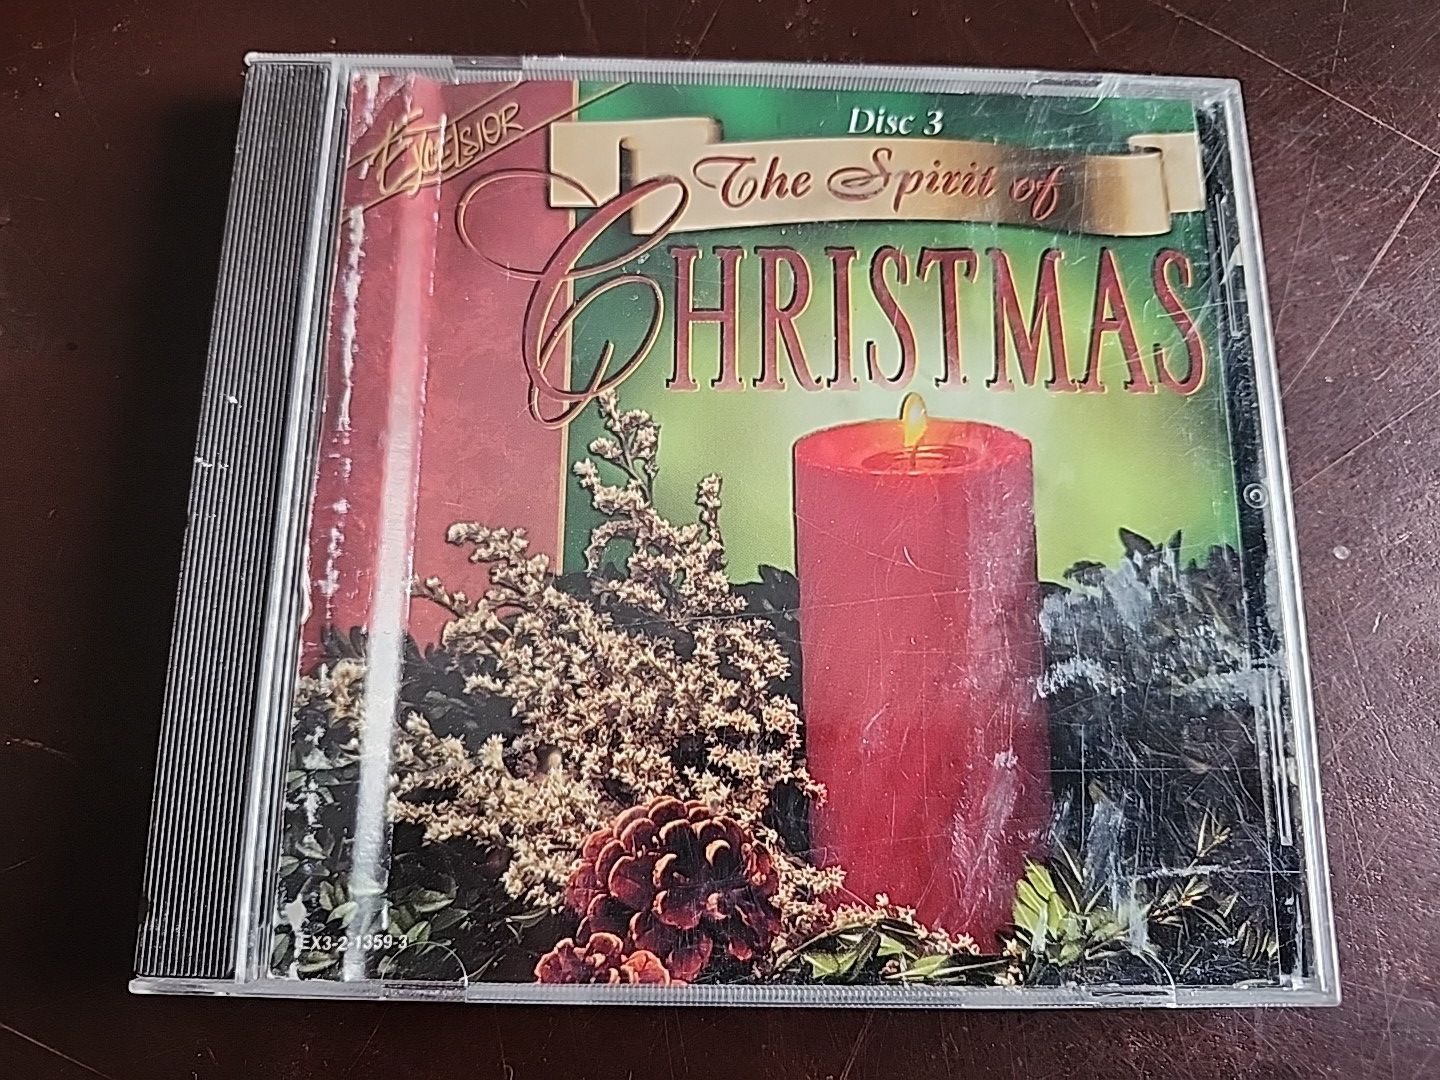 EXCELSIOR
Disc 3
The Spirit of
CHRISTMAS
EX3-2-1359-3